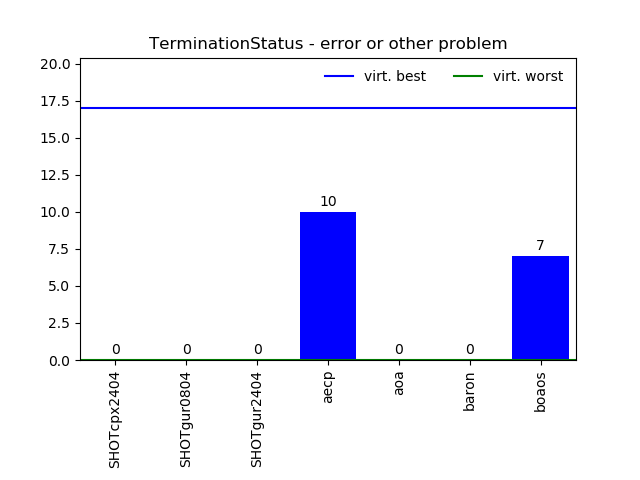 TerminationStatus - error or other problem
virt. best
virt. worst
20.0
17.5
15.0
12.5
10.0
7.5
5.0
2.5
0.0
0
0
0
10
0
0
7
SHOTcpx2404
SHOTgur0804
SHOTgur2404
aecp
aoa
baron
boaos